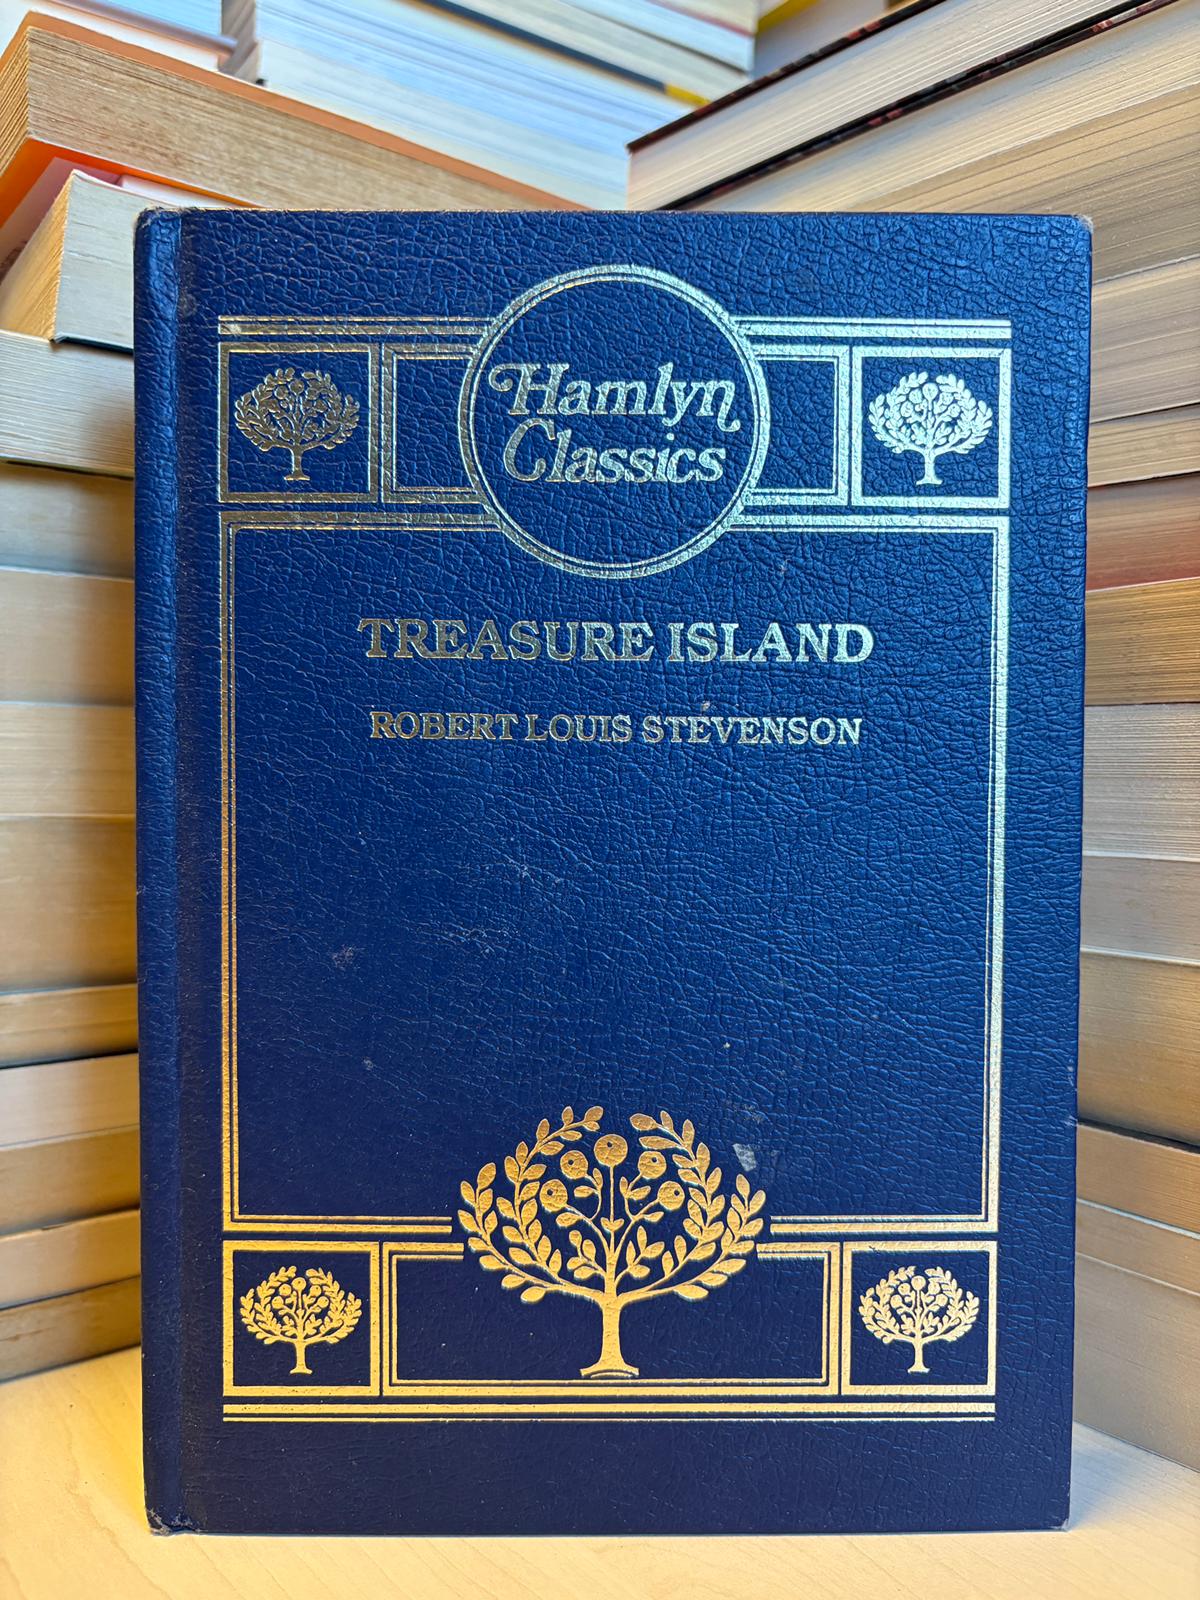 Hamlyn
Classics
TREASURE ISLAND
ROBERT LOUIS STEVENSON